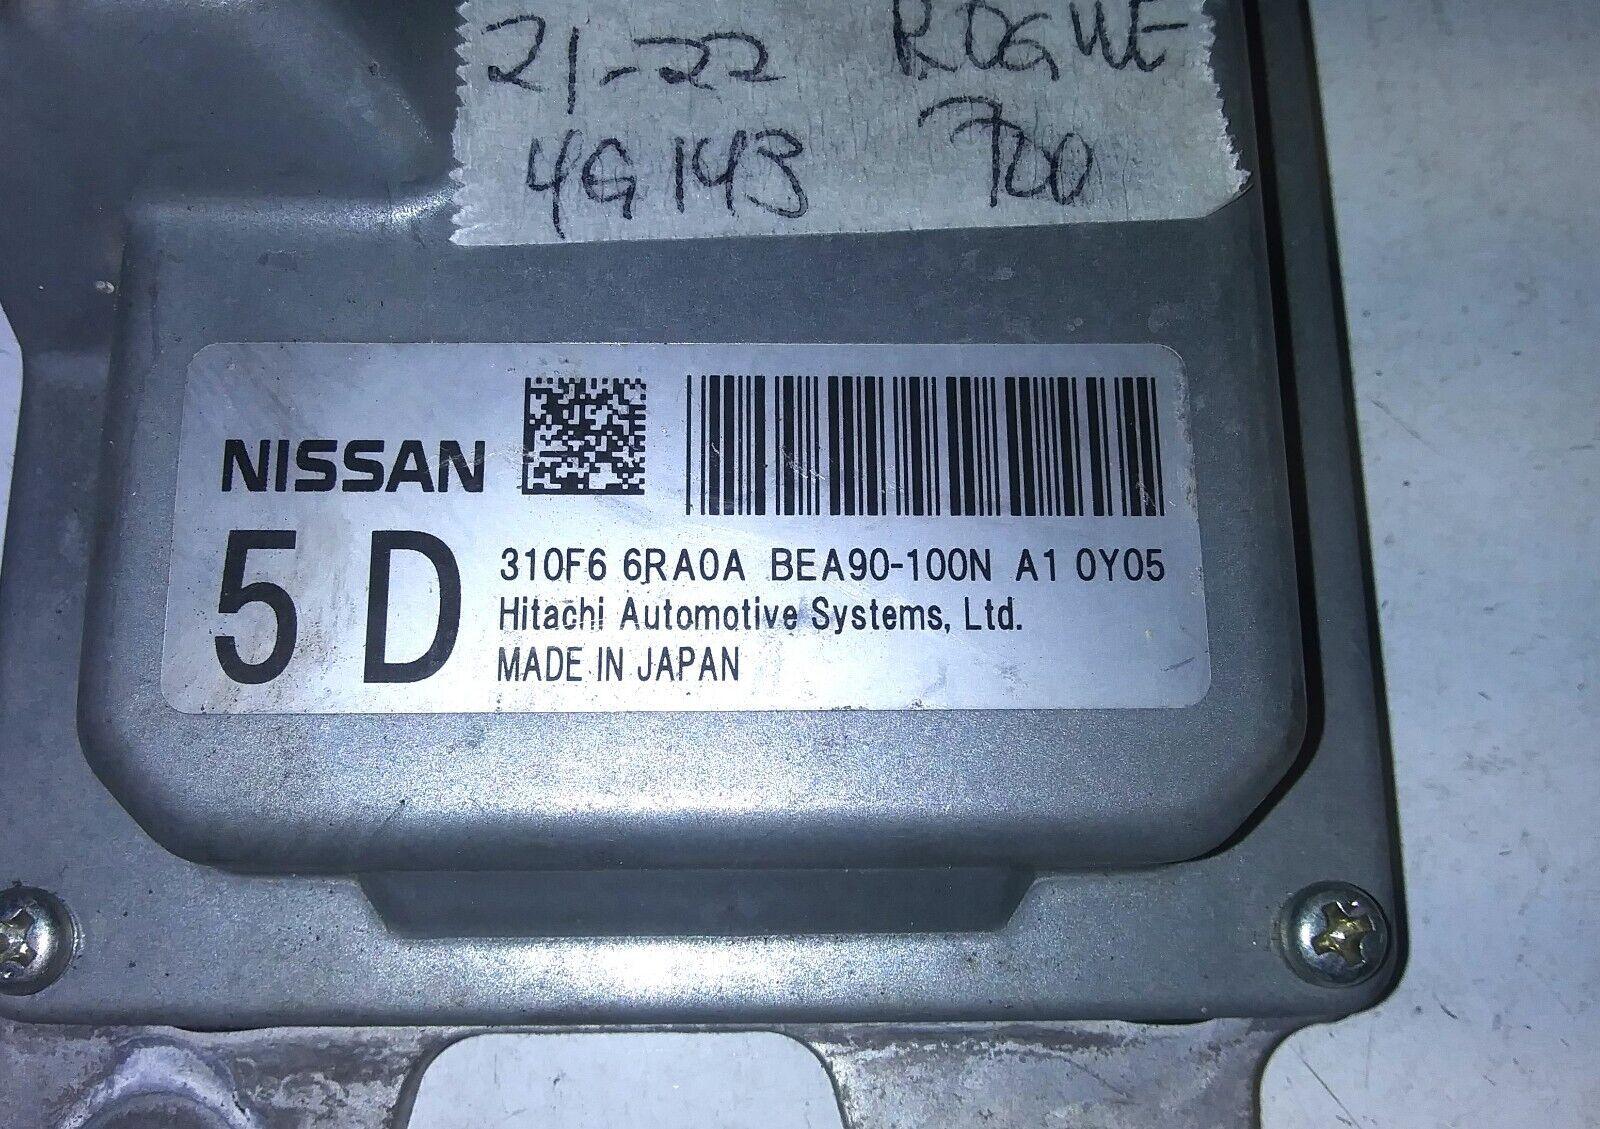 21-22 ROGUE
4G143 700
NISSAN
5D
310F6 6RA0A BEA90-100N A1 0Y05
Hitachi Automotive Systems, Ltd.
MADE IN JAPAN